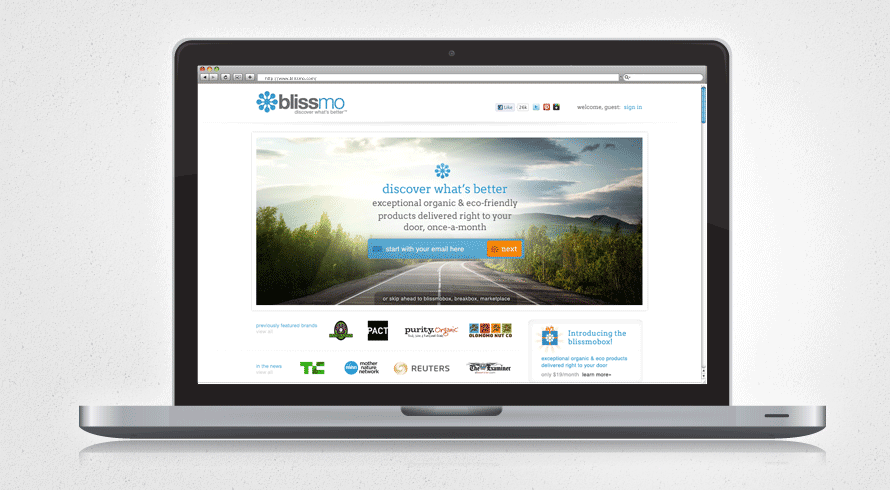 http://www.blissmo.com/
blissmo
discover what's better™
Like
24k
welcome, guest sign in
discover what's better
exceptional organic & eco-friendly
products delivered right to your
door, once-a-month
start with your email here
next
or skip ahead to blissmobox, breakbox, marketplace
previously featured brands
view all
PACT
purity.Organic
OLOMOMO NUT CO
Introducing the
blissmobox!
exceptional organic & eco products
delivered right to your door
only $19/month learn more»
in the news
view all
TC
mnn
mother
nature
network
REUTERS
The Examiner